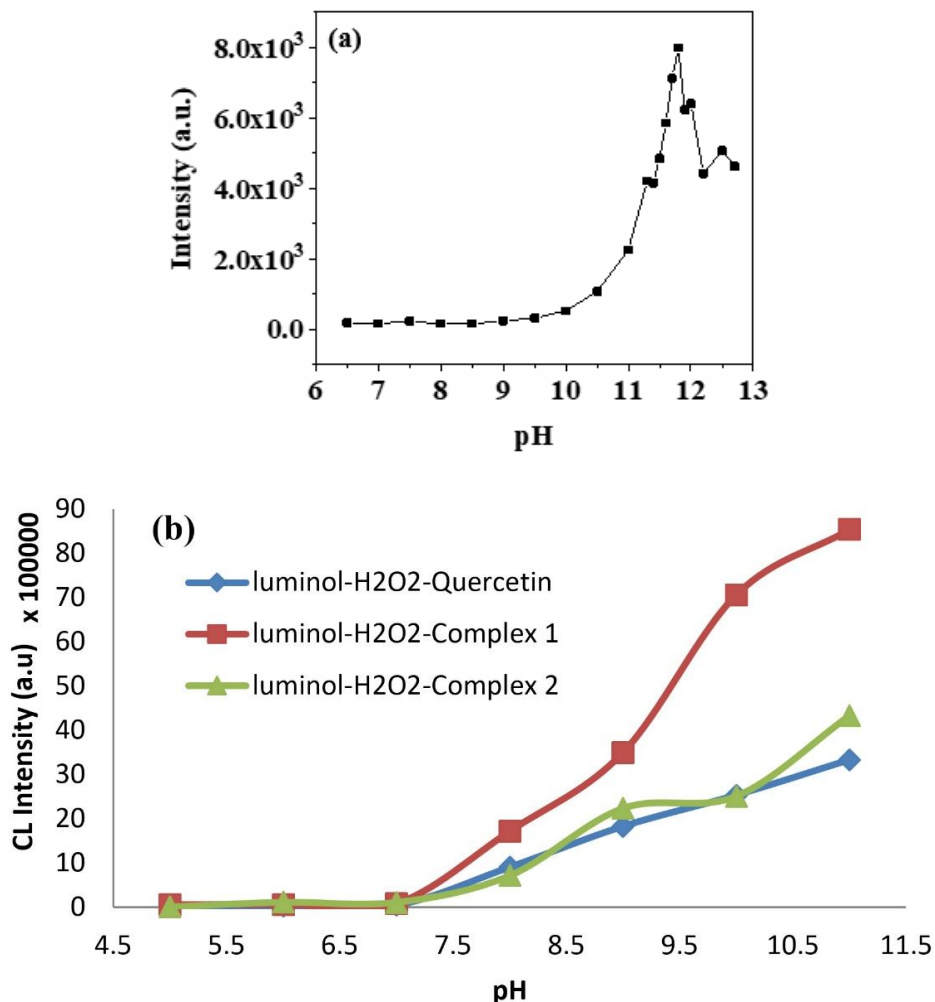 (a)
Intensity (a.u.)
8.0x10³
6.0x10³
4.0x10³
2.0x10³
0.0
6 7 8 9 10 11 12 13
pH
(b)
CL Intensity (a.u) x 100000
90
80
70
60
50
40
30
20
10
0
luminol-H2O2-Quercetin
luminol-H2O2-Complex 1
luminol-H2O2-Complex 2
4.5 5.5 6.5 7.5 8.5 9.5 10.5 11.5
pH